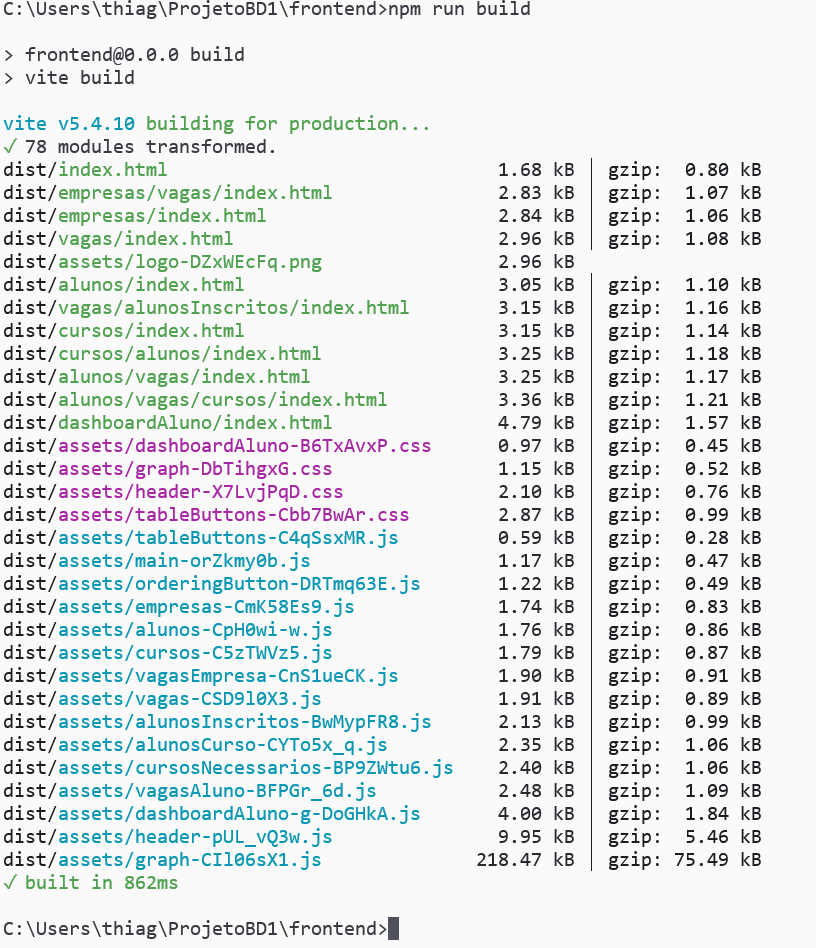 C:\Users\thiag\ProjetoBD1\frontend>npm run build
> frontend@0.0.0 build
> vite build
vite v5.4.10 building for production...
✓ 78 modules transformed.
dist/index.html 1.68 kB │ gzip: 0.80 kB
dist/empresas/vagas/index.html 2.83 kB │ gzip: 1.07 kB
dist/empresas/index.html 2.84 kB │ gzip: 1.06 kB
dist/vagas/index.html 2.96 kB │ gzip: 1.08 kB
dist/assets/logo-DZxWEcFq.png 2.96 kB
dist/alunos/index.html 3.05 kB │ gzip: 1.10 kB
dist/vagas/alunosInscritos/index.html 3.15 kB │ gzip: 1.16 kB
dist/cursos/index.html 3.15 kB │ gzip: 1.14 kB
dist/cursos/alunos/index.html 3.25 kB │ gzip: 1.18 kB
dist/alunos/vagas/index.html 3.25 kB │ gzip: 1.17 kB
dist/alunos/vagas/cursos/index.html 3.36 kB │ gzip: 1.21 kB
dist/dashboardAluno/index.html 4.79 kB │ gzip: 1.57 kB
dist/assets/dashboardAluno-B6TxAvxP.css 0.97 kB │ gzip: 0.45 kB
dist/assets/graph-DbTihgxG.css 1.15 kB │ gzip: 0.52 kB
dist/assets/header-X7LvjPqD.css 2.10 kB │ gzip: 0.76 kB
dist/assets/tableButtons-Cbb7BwAr.css 2.87 kB │ gzip: 0.99 kB
dist/assets/tableButtons-C4qSsxMR.js 0.59 kB │ gzip: 0.28 kB
dist/assets/main-orZkmy0b.js 1.17 kB │ gzip: 0.47 kB
dist/assets/orderingButton-DRTmq63E.js 1.22 kB │ gzip: 0.49 kB
dist/assets/empresas-CmK58Es9.js 1.74 kB │ gzip: 0.83 kB
dist/assets/alunos-CpH0wi-w.js 1.76 kB │ gzip: 0.86 kB
dist/assets/cursos-C5zTWVz5.js 1.79 kB │ gzip: 0.87 kB
dist/assets/vagasEmpresa-CnS1ueCK.js 1.90 kB │ gzip: 0.91 kB
dist/assets/vagas-CSD9l0X3.js 1.91 kB │ gzip: 0.89 kB
dist/assets/alunosInscritos-BwMypFR8.js 2.13 kB │ gzip: 0.99 kB
dist/assets/alunosCurso-CYTo5x_q.js 2.35 kB │ gzip: 1.06 kB
dist/assets/cursosNecessarios-BP9ZWtu6.js 2.40 kB │ gzip: 1.06 kB
dist/assets/vagasAluno-BFPGr_6d.js 2.48 kB │ gzip: 1.09 kB
dist/assets/dashboardAluno-g-DoGHkA.js 4.00 kB │ gzip: 1.84 kB
dist/assets/header-pUL_vQ3w.js 9.95 kB │ gzip: 5.46 kB
dist/assets/graph-CIl06sX1.js 218.47 kB │ gzip: 75.49 kB
✓ built in 862ms
C:\Users\thiag\ProjetoBD1\frontend>